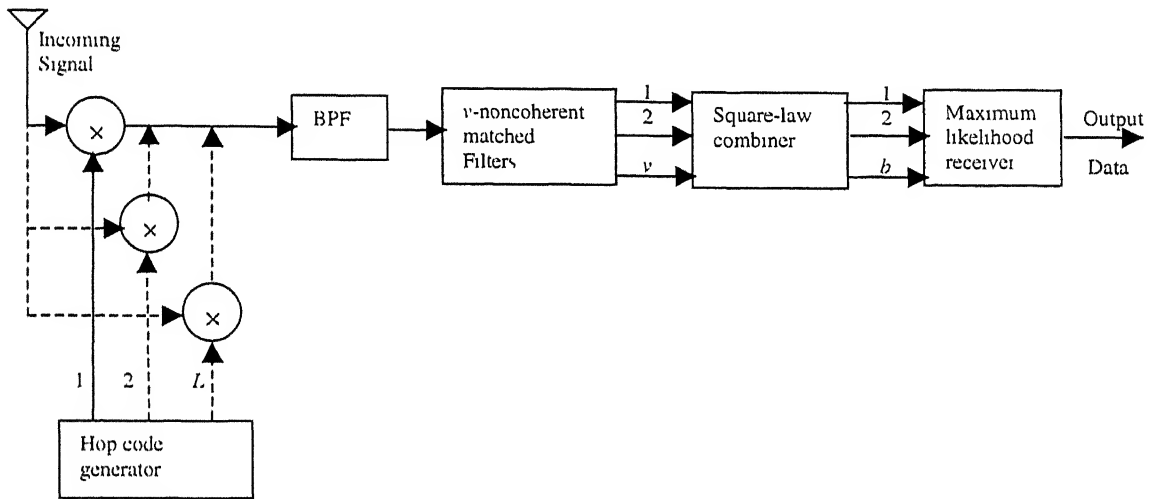 Incoming
Signal
×
BPF
v-noncoherent
matched
Filters
1
2
v
Square-law
combiner
1
2
b
Maximum
likelihood
receiver
Output
Data
×
×
1
2
L
Hop code
generator